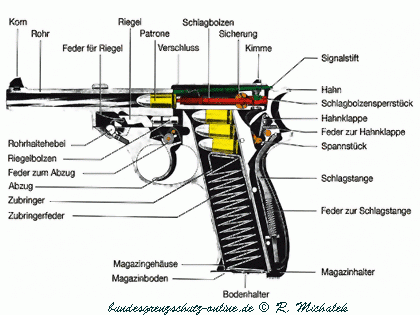 Korn
Rohr
Riegel
Feder für Riegel
Patrone
Verschluss
Schlagbolzen
Sicherung
Kimme
Signalstift
Hahn
Schlagbolzensperrstück
Hahnklappe
Feder zur Hahnklappe
Spannstück
Schlagstange
Feder zur Schlagstange
Magazinhalter
Rohrhaltehebel
Riegelbolzen
Feder zum Abzug
Abzug
Zubringer
Zubringerfeder
Magazingehäuse
Magazinboden
Bodenhalter
bundesgrenzschutz-online.de © R. Michalek